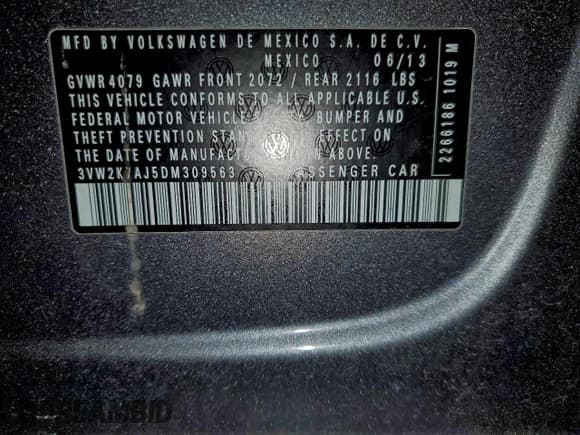 MFD BY VOLKSWAGEN DE MEXICO S.A. DE C.V.
MEXICO 06/13
GVWR 4079 GAWR FRONT 2072 / REAR 2116 LBS
THIS VEHICLE CONFORMS TO ALL APPLICABLE
FEDERAL MOTOR VEHICLE BUMPER AND
THEFT PREVENTION EFFECT ON
THE DATE OF MANUFACTURE ABOVE.
3VW2K7AJ5DM309563 CAR
2266186 1019 M